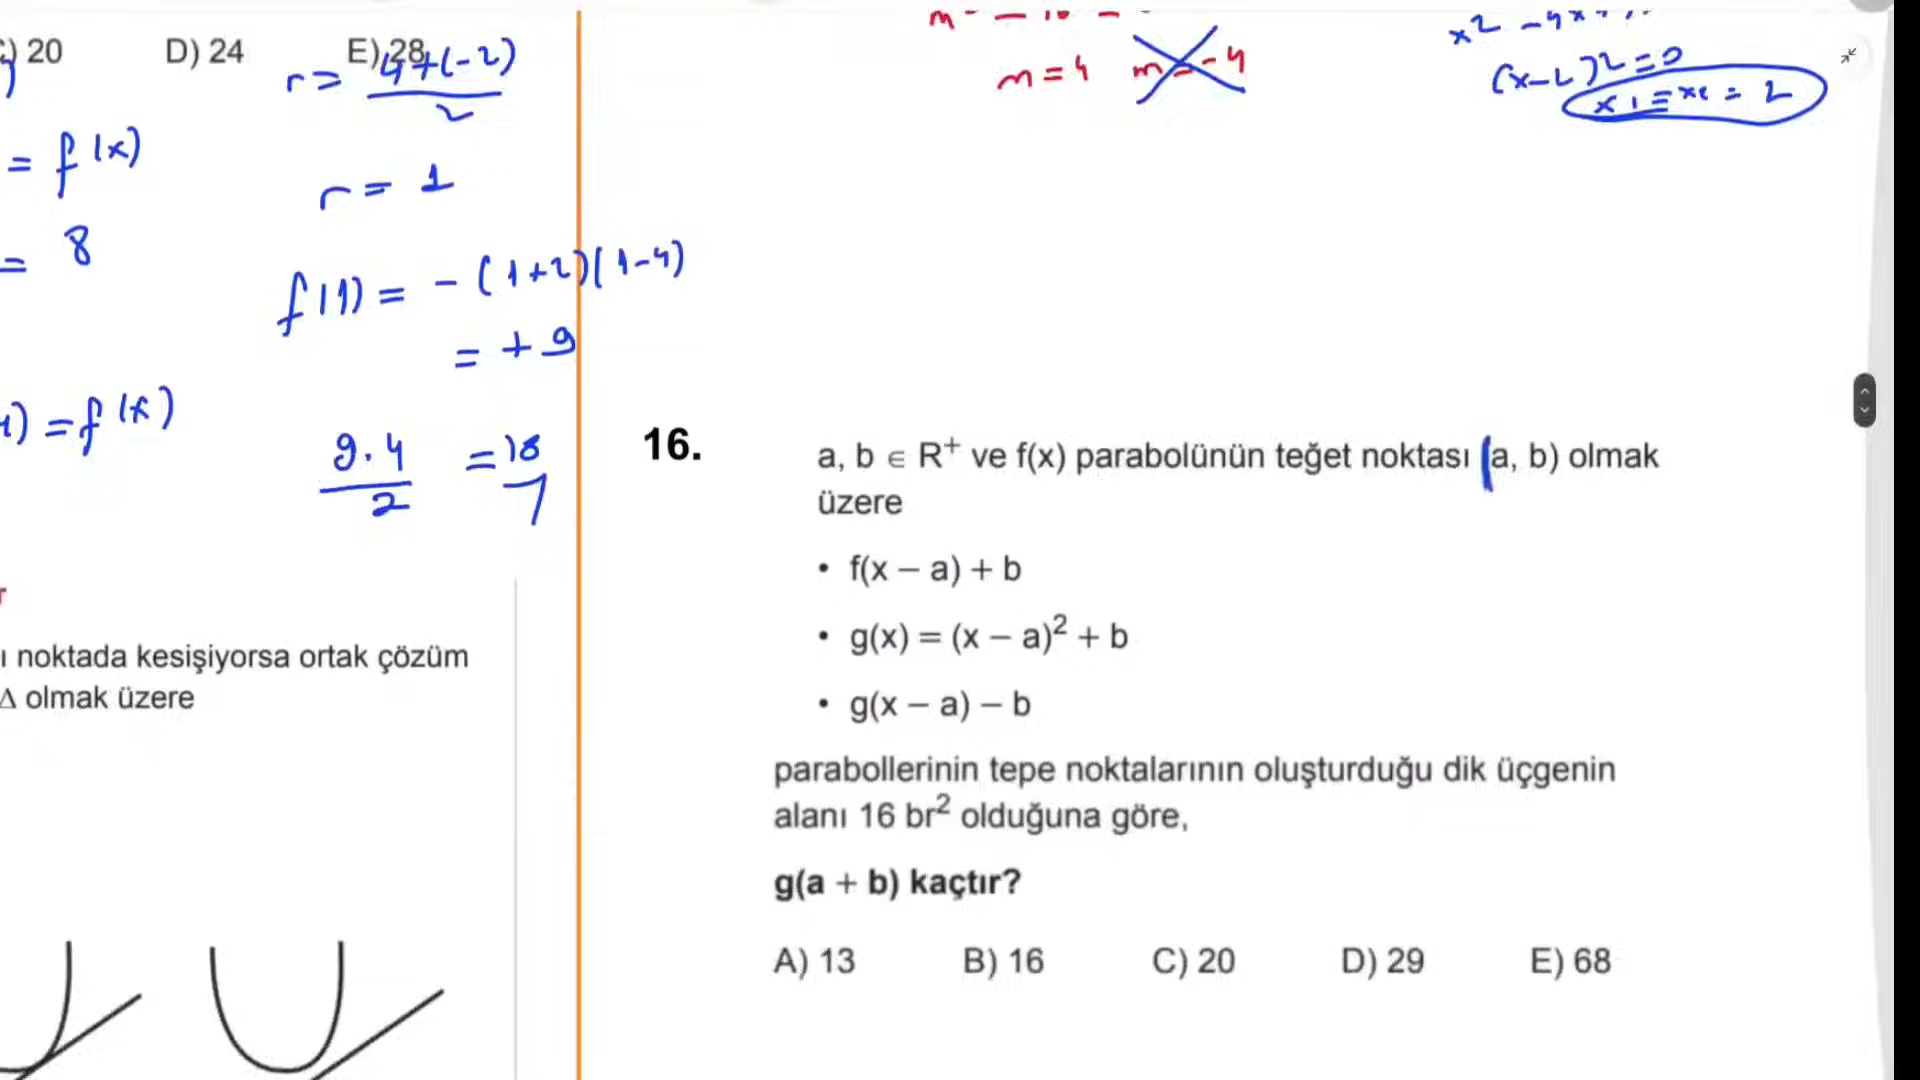 20 D) 24 E) 28
r = 4+(-2)
2
= f(x)
r = 1
= 8
f(1) = -(1+2)(1-4)
= +9
) = f(x)
9.4 = 18
2
noktada kesişiyorsa ortak çözüm
Δ olmak üzere
m = 4 m = -4
(x-2)2 = 0
x1 = x2 = 2
16.
a, b ∈ R+ ve f(x) parabolünün teğet noktası (a, b) olmak
üzere
• f(x – a) + b
• g(x) = (x – a)2 + b
• g(x – a) – b
parabollerinin tepe noktalarının oluşturduğu dik üçgenin
alanı 16 br2 olduğuna göre,
g(a + b) kaçtır?
A) 13 B) 16 C) 20 D) 29 E) 68